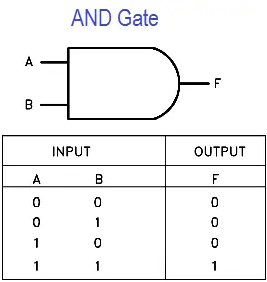 AND Gate
A
F
B
INPUT OUTPUT
A B F
0 0 0
0 1 0
1 0 0
1 1 1